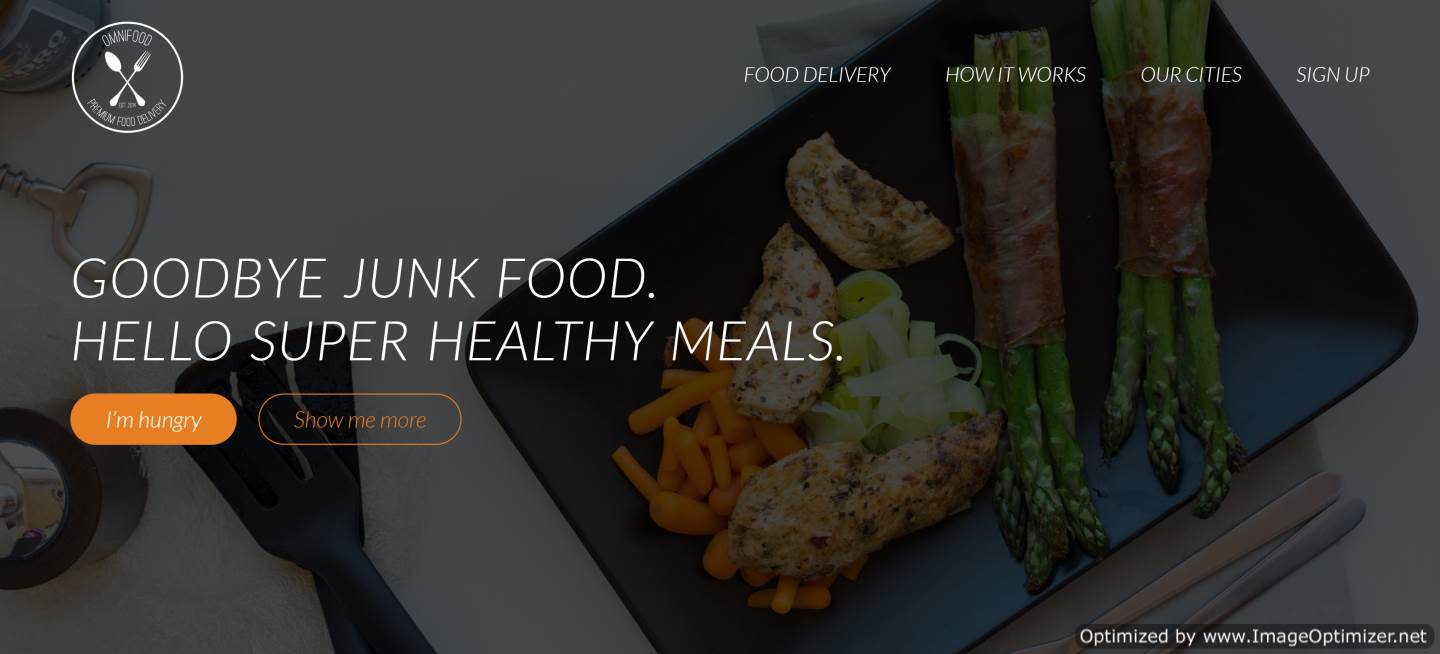 OMNIFOOD
EST 2014
PREMIUM FOOD DELIVERY
FOOD DELIVERY HOW IT WORKS OUR CITIES SIGN UP
GOODBYE JUNK FOOD.
HELLO SUPER HEALTHY MEALS.
I'm hungry Show me more
Optimized by www.ImageOptimizer.net